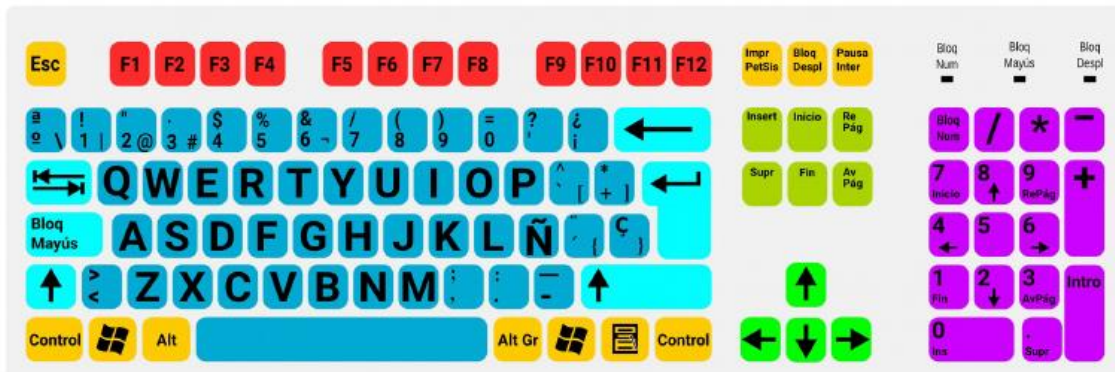 Esc F1 F2 F3 F4 F5 F6 F7 F8 F9 F10 F11 F12 Impr PetSis Bloq Despl Pausa Inter Bloq Num Bloq Mayús Bloq Despl
ª º \ ! 1 | " 2 @ · 3 # $ 4 % 5 & 6 ¬ / 7 ( 8 ) 9 = 0 ? ' ¿ ¡ Insert Inicio Re Pág Bloq Num / * -
Q W E R T Y U I O P ^ ` [ * + ] Supr Fin Av Pág 7 Inicio 8 9 RePág +
Bloq Mayús A S D F G H J K L Ñ ¨ ´ { Ç } 4 5 6
> < Z X C V B N M ; , : . _ - 1 Fin 2 3 AvPág Intro
Control Alt Alt Gr Control 0 Ins . Supr